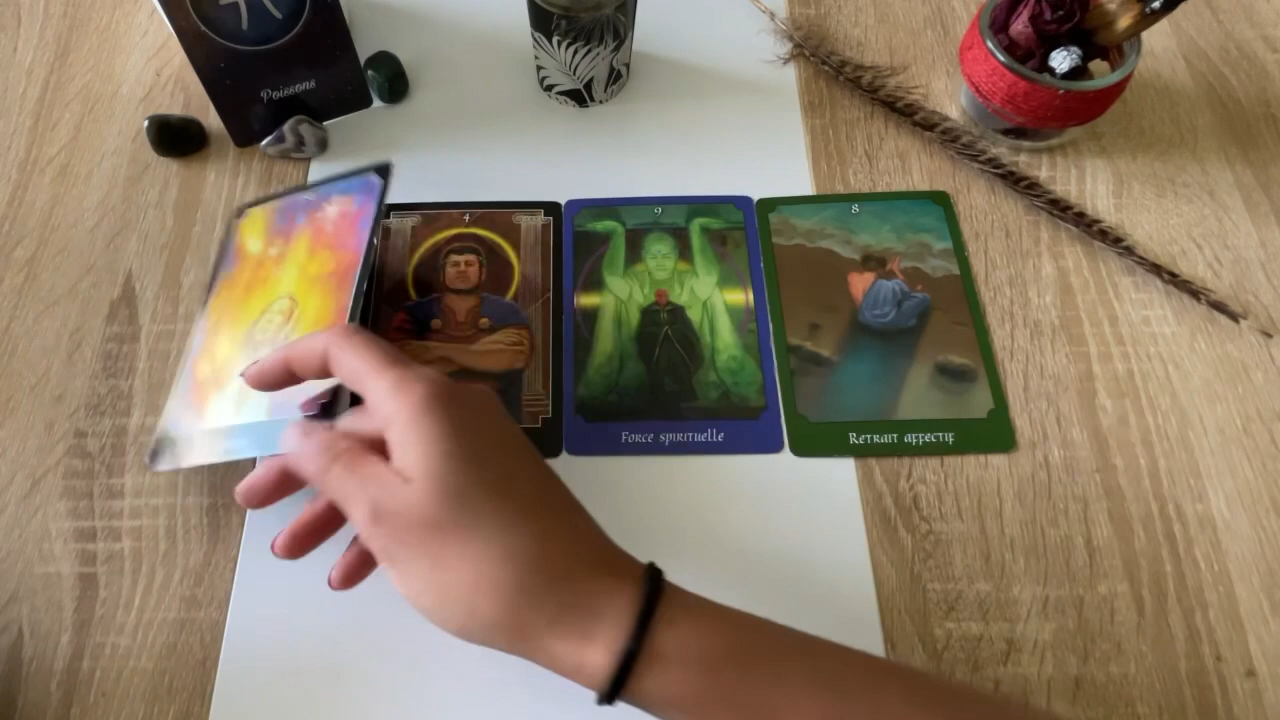 Poissons
4
9
8
Force spirituelle
Retrait affectif